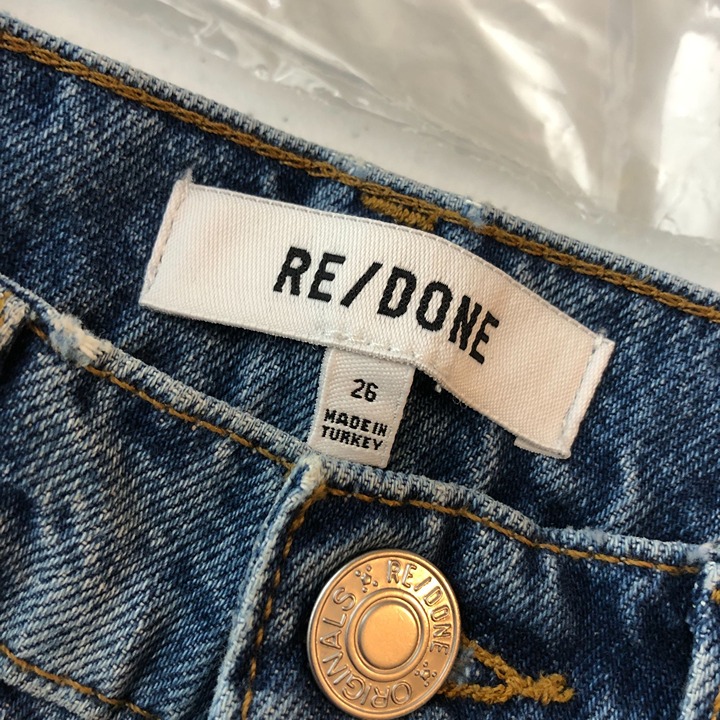 RE/DONE
26
MADE IN
TURKEY
RE/DONE
ORIGINALS